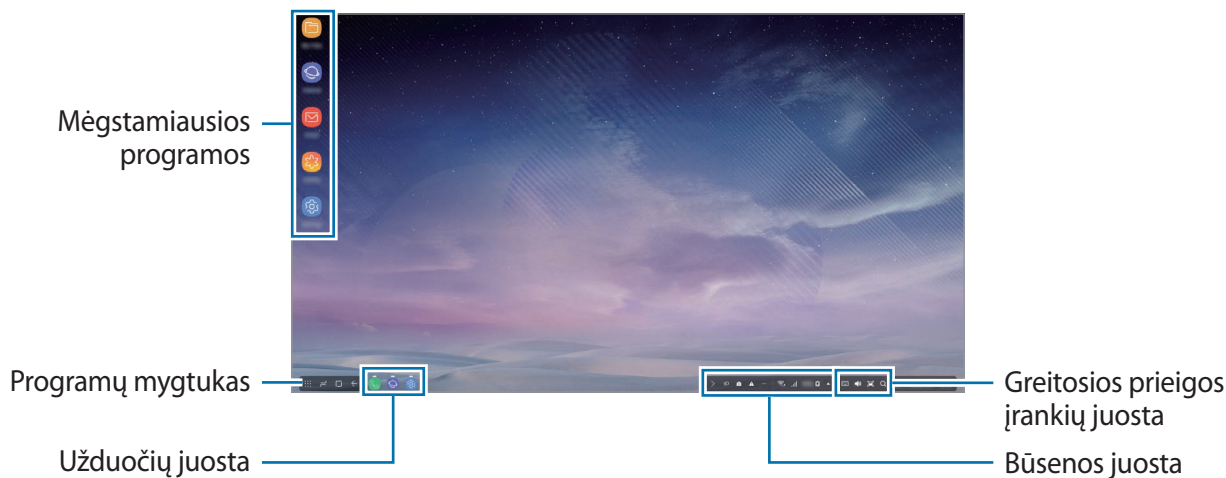 Mėgstamiausios
programos
Programų mygtukas
Užduočių juosta
Greitosios prieigos
įrankių juosta
Būsenos juosta